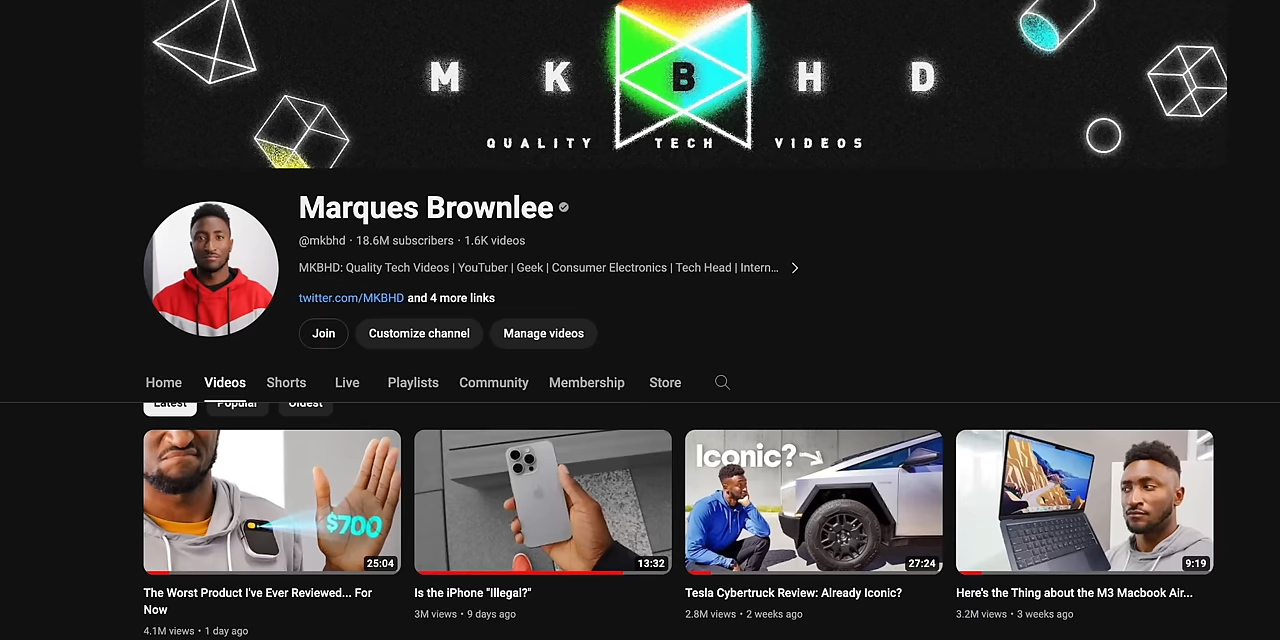 M K B H D
QUALITY TECH VIDEOS
Marques Brownlee
@mkbhd · 18.6M subscribers · 1.6K videos
MKBHD: Quality Tech Videos | YouTuber | Geek | Consumer Electronics | Tech Head | Intern...
twitter.com/MKBHD and 4 more links
Join Customize channel Manage videos
Home Videos Shorts Live Playlists Community Membership Store
Latest Popular Oldest
$700
25:04
13:32
Iconic?
27:24
9:19
The Worst Product I've Ever Reviewed... For
Now
4.1M views · 1 day ago
Is the iPhone "Illegal?"
3M views · 9 days ago
Tesla Cybertruck Review: Already Iconic?
2.8M views · 2 weeks ago
Here's the Thing about the M3 Macbook Air...
3.2M views · 3 weeks ago